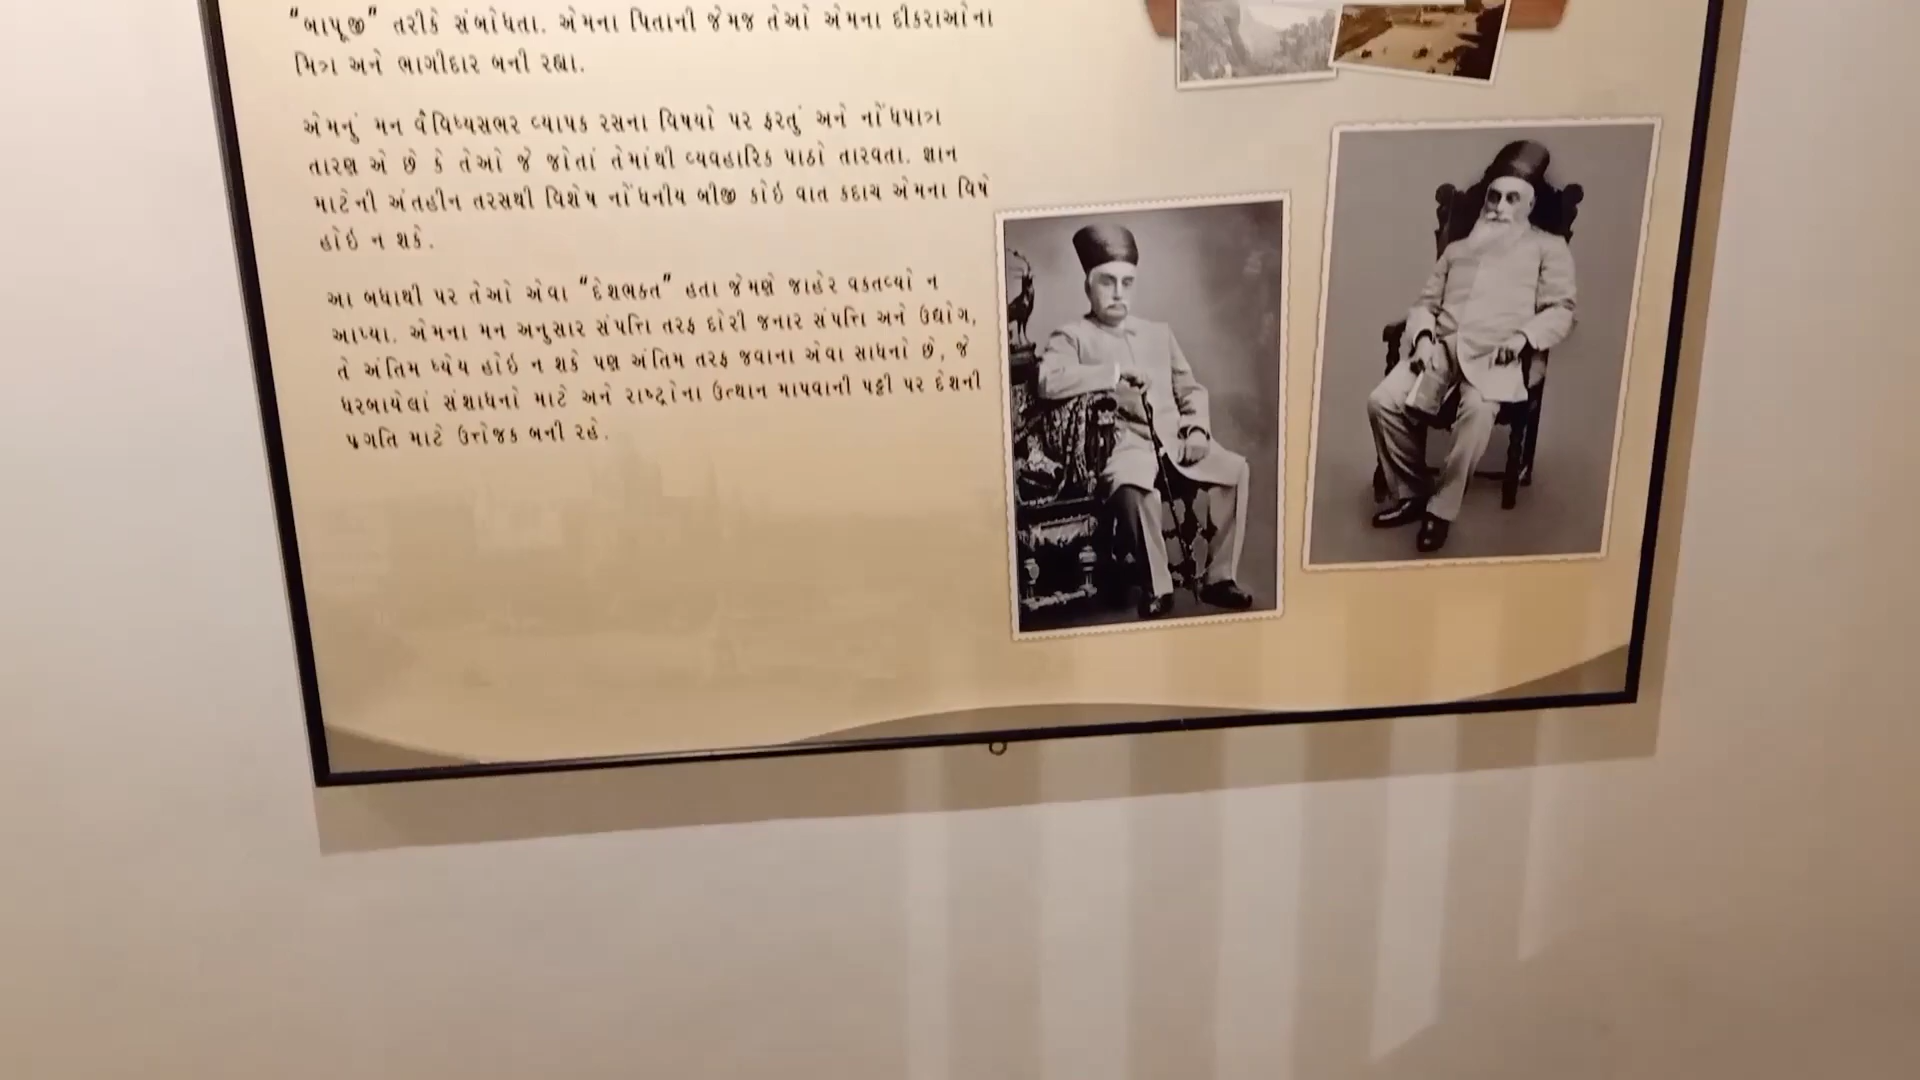 "બાપૂજી" તરીકે સંબોધતા. એમના પિતાની જેમજ તેઓ એમના દીકરાઓના
મિત્ર અને ભાગીદાર બની રહ્યા.
એમનું મન વૈવિધ્યસભર વ્યાપક રસના વિષયો પર ફરતું અને નોંધપાત્ર
તારણ એ છે કે તેઓ જે જોતાં તેમાંથી વ્યવહારિક પાઠો તારવતા. જ્ઞાન
માટેની અંતહીન તરસથી વિશેષ નોંધનીય બીજી કોઇ વાત કદાચ એમના વિષે
હોઇ ન શકે.
આ બધાથી પર તેઓ એવા "દેશભક્ત" હતા જેમણે જાહેર વક્તવ્યો ન
આપ્યા. એમના મન અનુસાર સંપત્તિ તરફ દોરી જનાર સંપત્તિ અને ઉદ્યોગ,
તે અંતિમ ધ્યેય હોઇ ન શકે પણ અંતિમ તરફ જવાના એવા સાધનો છે, જે
ધરબાયેલાં સંશાધનો માટે અને રાષ્ટ્રોના ઉત્થાન માપવાની પટ્ટી પર દેશની
પ્રગતિ માટે ઉત્તેજક બની રહે.